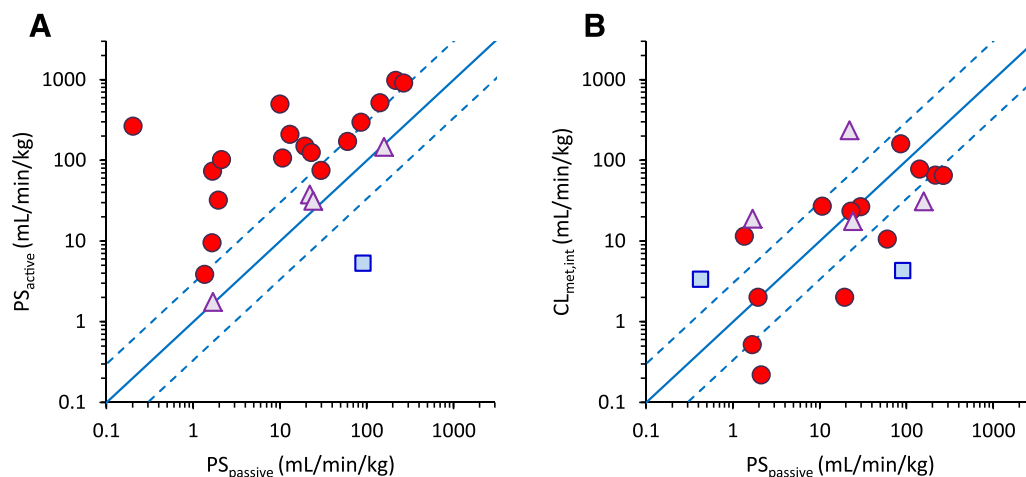 A
PSactive (mL/min/kg)
1000
100
10
1
0.1
0.1 1 10 100 1000
PSpassive (mL/min/kg)
B
CLmet,int (mL/min/kg)
1000
100
10
1
0.1
0.1 1 10 100 1000
PSpassive (mL/min/kg)